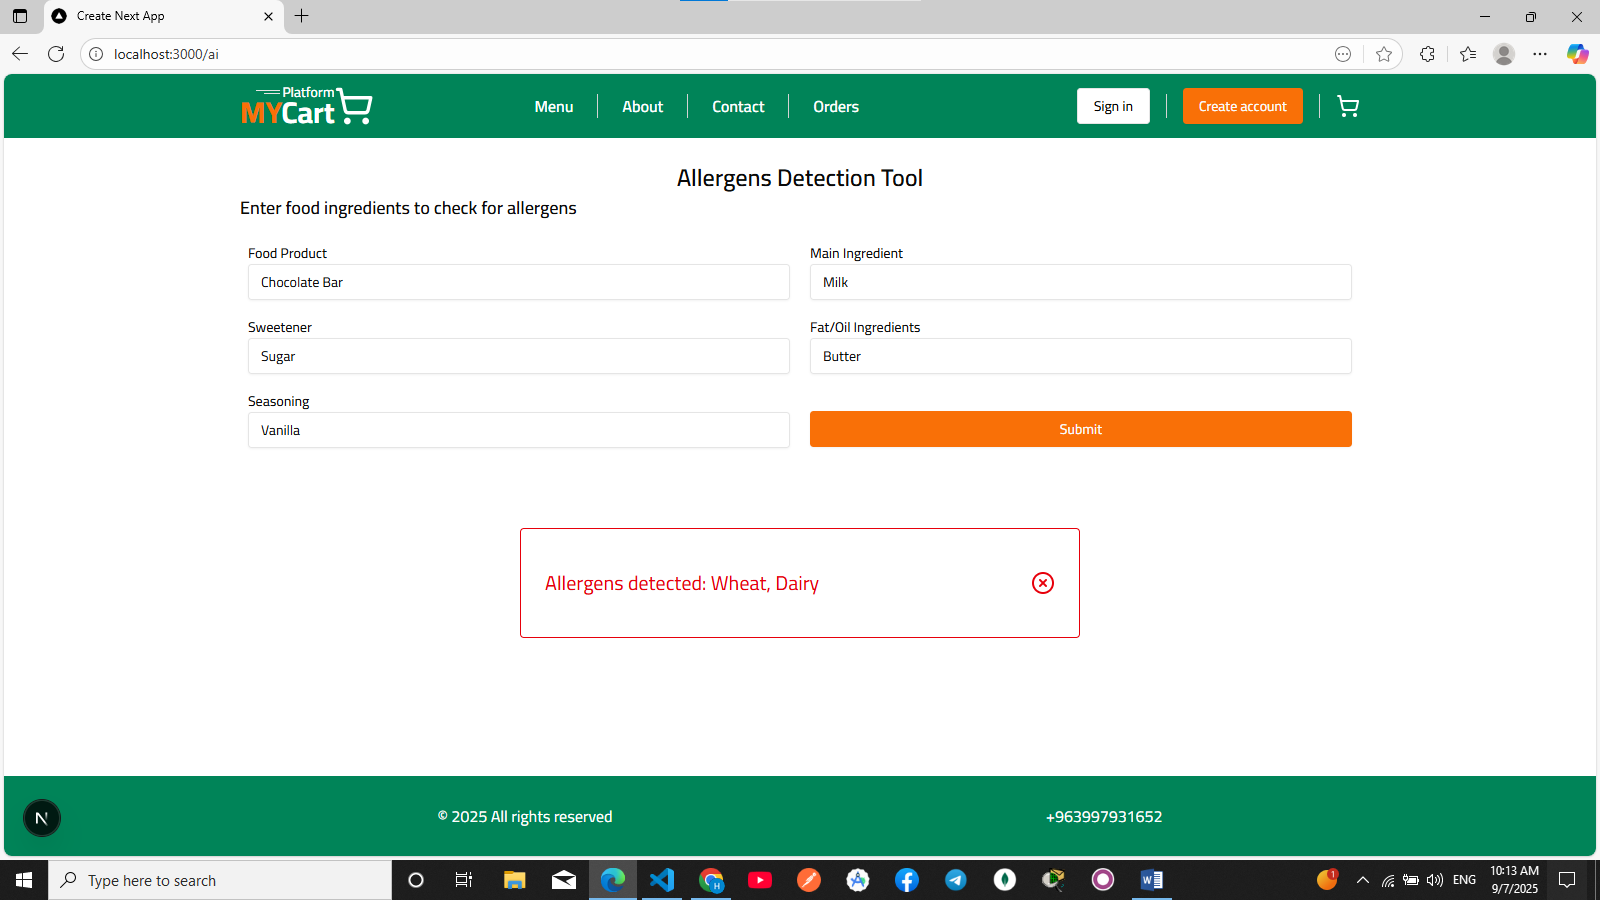 Create Next App
localhost:3000/ai
Platform
MYCart
Menu
About
Contact
Orders
Sign in
Create account
Allergens Detection Tool
Enter food ingredients to check for allergens
Food Product
Main Ingredient
Chocolate Bar
Milk
Sweetener
Fat/Oil Ingredients
Sugar
Butter
Seasoning
Vanilla
Submit
Allergens detected: Wheat, Dairy
N
© 2025 All rights reserved
+963997931652
Type here to search
H
W
1
ENG
10:13 AM
9/7/2025